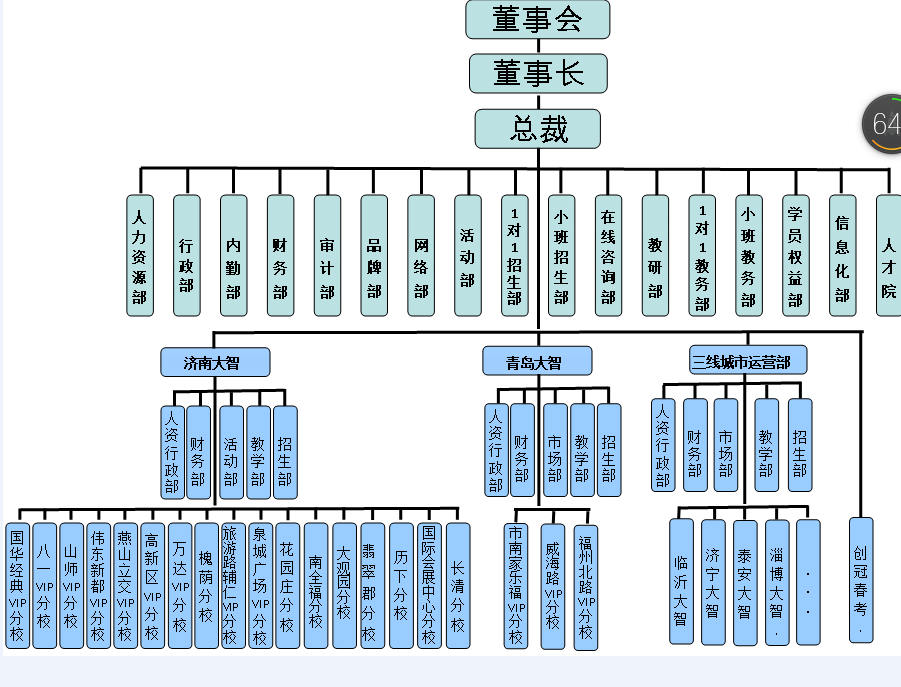 董事会
董事长
总裁
64
人力资源部
行政部
内勤部
财务部
审计部
品牌部
网络部
活动部
1对1招生部
小班招生部
在线咨询部
教研部
1对1教务部
小班教务部
学员权益部
信息化部
人才院
济南大智
青岛大智
三线城市运营部
人资行政部
财务部
活动部
教学部
招生部
人资行政部
财务部
市场部
教学部
招生部
人资行政部
财务部
市场部
教学部
招生部
国华经典VIP分校
八一VIP分校
山师VIP分校
伟东新都VIP分校
燕山立交VIP分校
高新区VIP分校
万达VIP分校
槐荫分校
旅游路辅仁VIP分校
泉城广场VIP分校
花园庄分校
南全福分校
大观园分校
翡翠郡分校
历下分校
国际会展中心分校
长清分校
市南家乐福VIP分校
威海路VIP分校
福州北路VIP分校
临沂大智
济宁大智
泰安大智
淄博大智.
...
创冠春考.